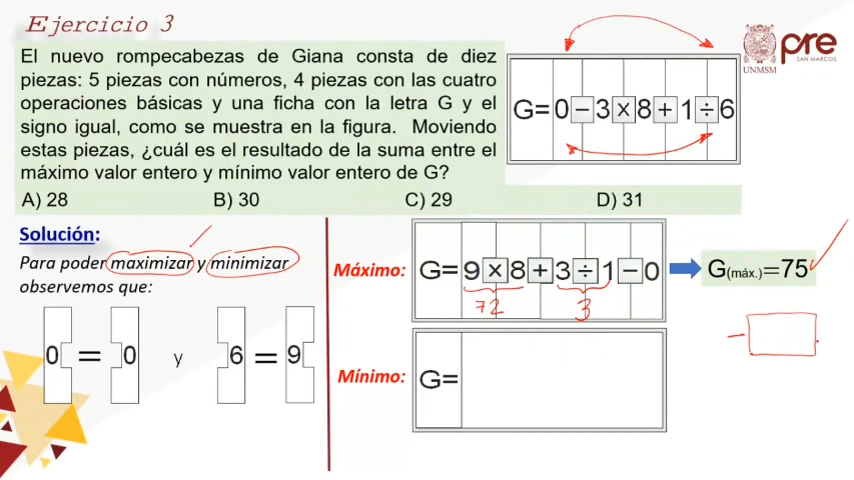 Ejercicio 3
El nuevo rompecabezas de Giana consta de diez
piezas: 5 piezas con números, 4 piezas con las cuatro
operaciones básicas y una ficha con la letra G y el
signo igual, como se muestra en la figura. Moviendo
estas piezas, ¿cuál es el resultado de la suma entre el
máximo valor entero y mínimo valor entero de G?
G=0−3×8+1÷6
UNMSM
pre
SAN MARCOS
A) 28 B) 30 C) 29 D) 31
Solución:
Para poder maximizar y minimizar
observemos que:
0 = 0 y 6 = 9
Máximo: G=9×8+3÷1−0
72 3
G(máx.)=75
Mínimo: G=